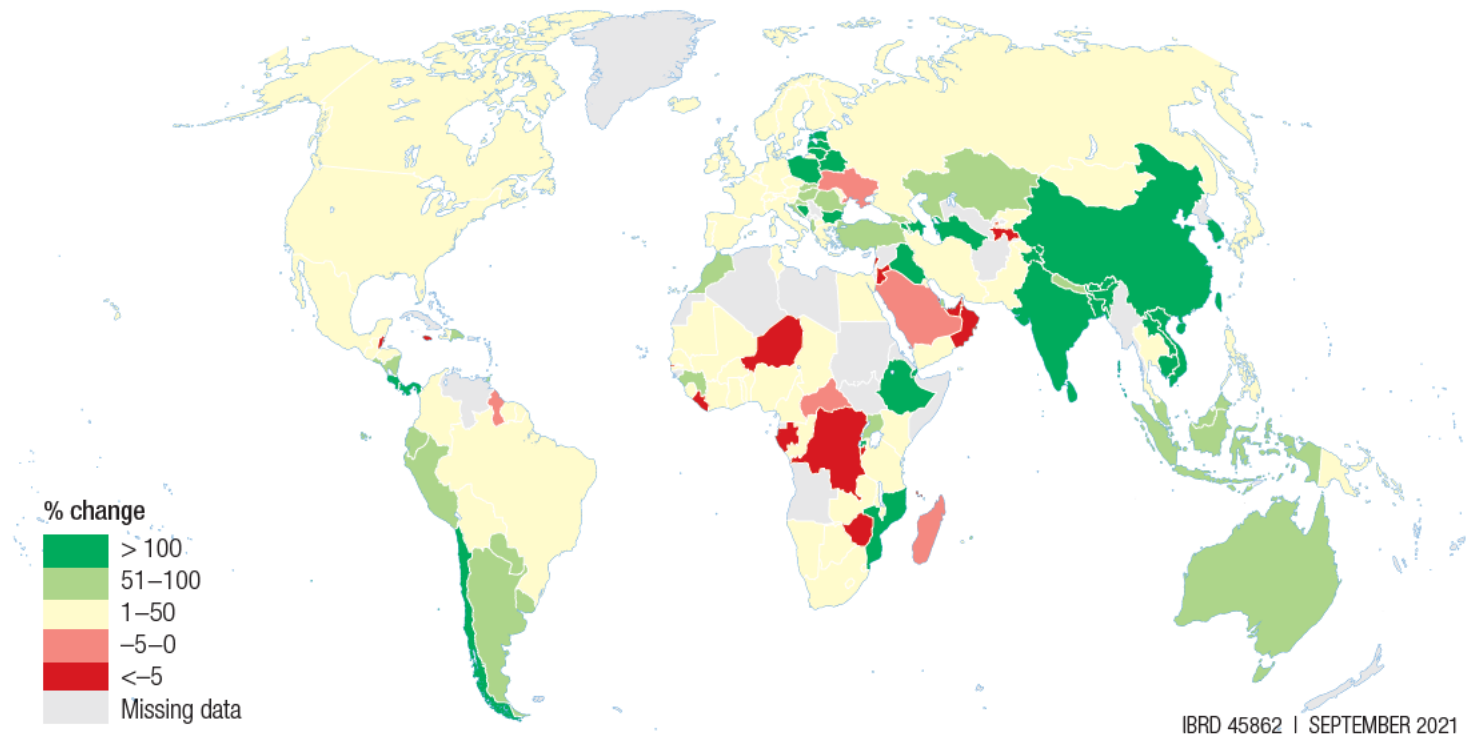 % change
> 100
51–100
1–50
–5–0
<–5
Missing data
IBRD 45862 | SEPTEMBER 2021